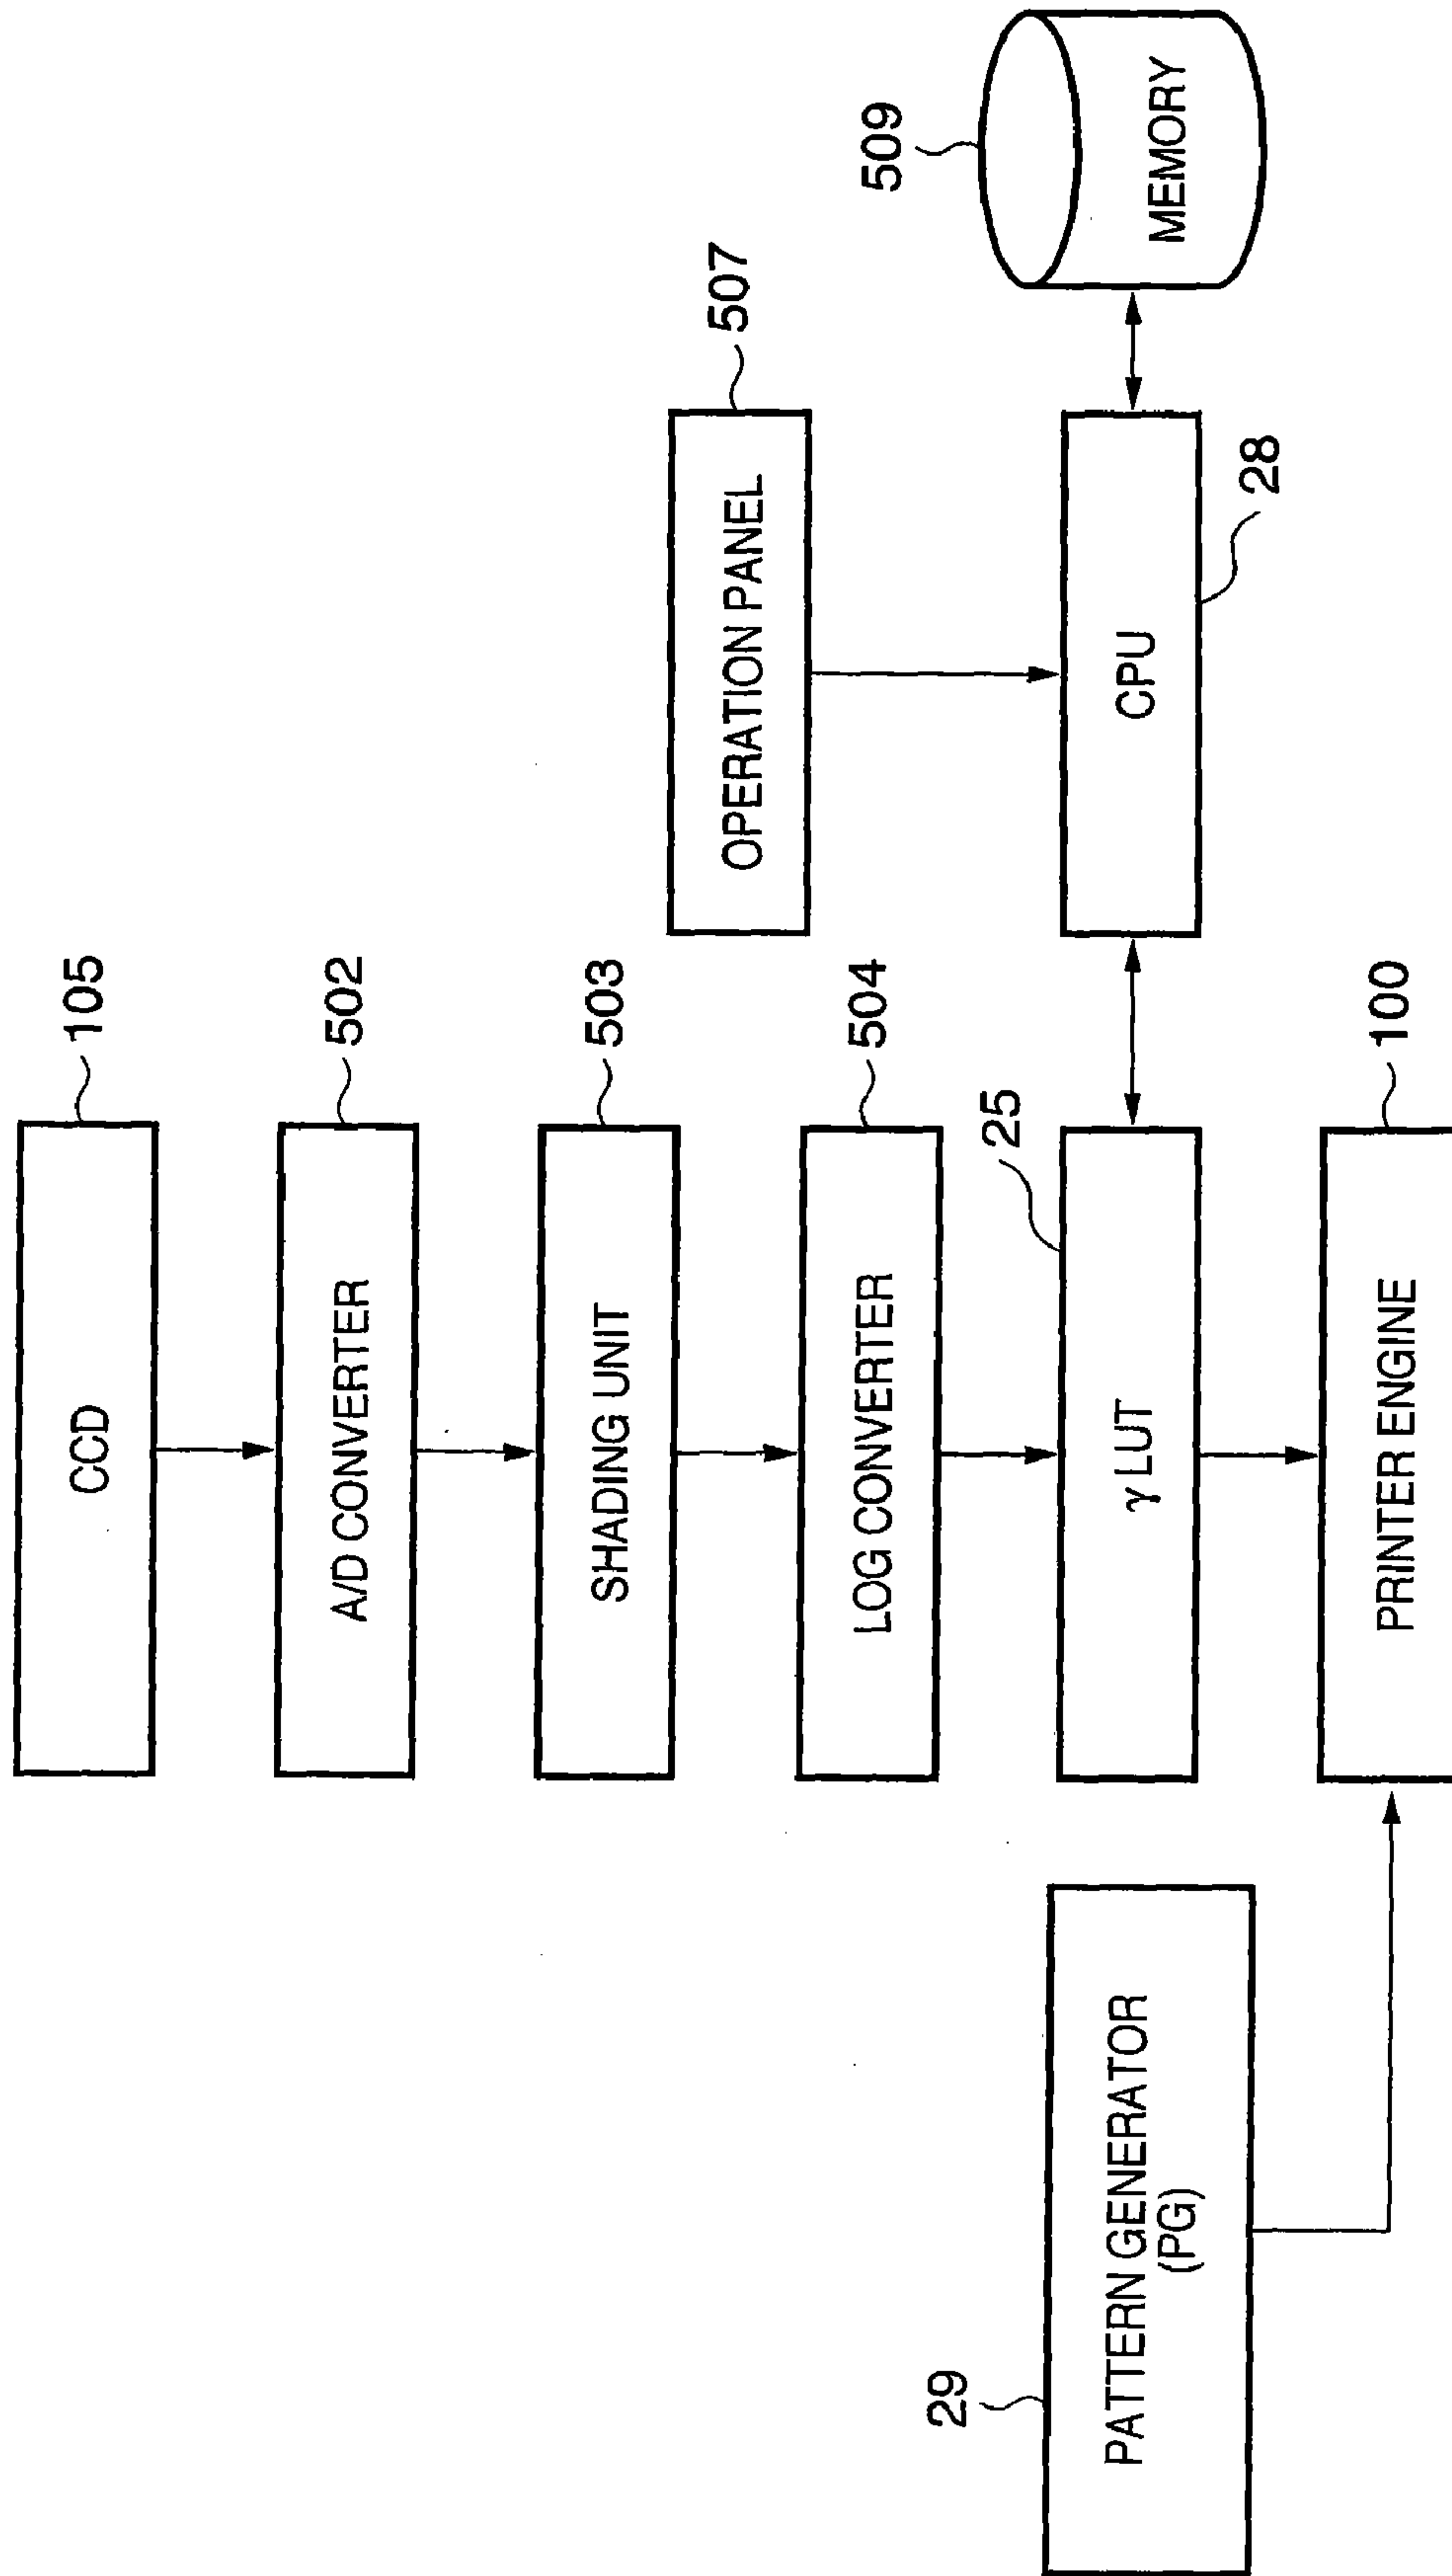 CCD
105
A/D CONVERTER
502
SHADING UNIT
503
LOG CONVERTER
504
γ LUT
25
PRINTER ENGINE
100
PATTERN GENERATOR
(PG)
29
OPERATION PANEL
507
CPU
28
MEMORY
509